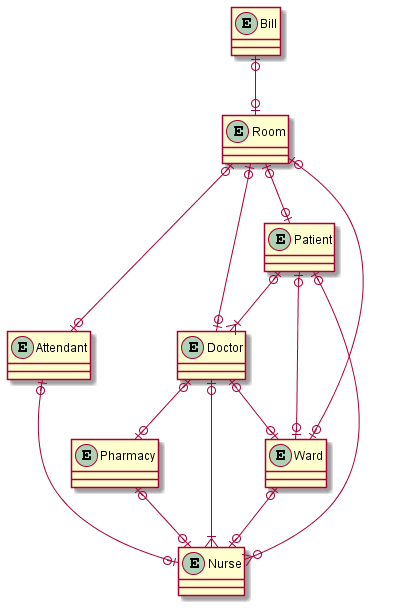 E Bill
E Room
E Patient
E Attendant
E Doctor
E Pharmacy
E Ward
E Nurse